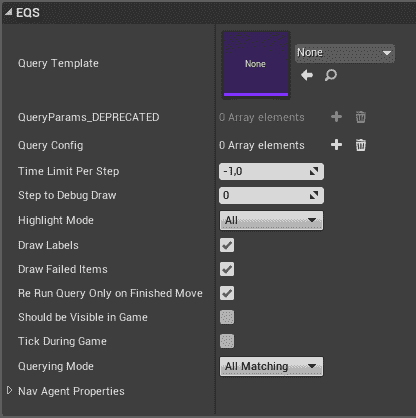 EQS
Query Template
None
None
QueryParams_DEPRECATED
0 Array elements
Query Config
0 Array elements
Time Limit Per Step
-1,0
Step to Debug Draw
0
Highlight Mode
All
Draw Labels
Draw Failed Items
Re Run Query Only on Finished Move
Should be Visible in Game
Tick During Game
Querying Mode
All Matching
Nav Agent Properties